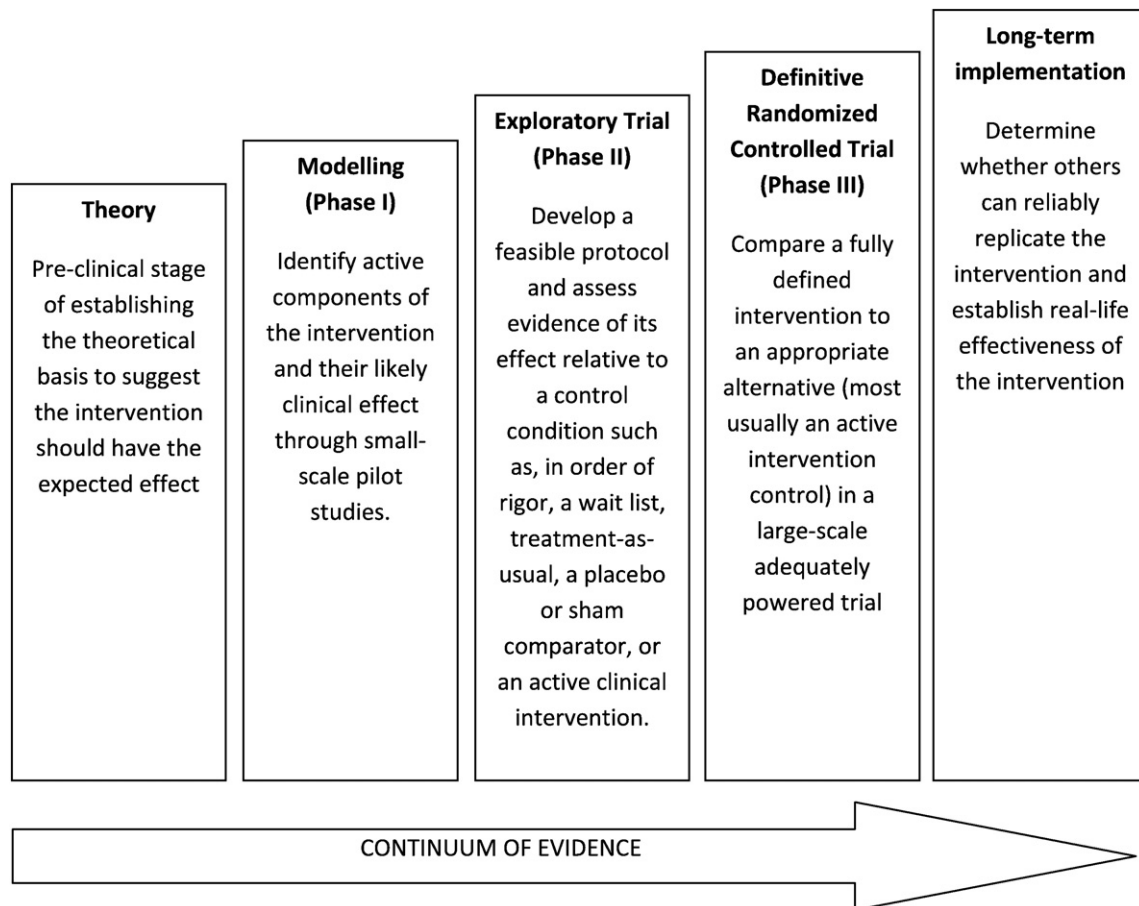 Theory
Pre-clinical stage
of establishing
the theoretical
basis to suggest
the intervention
should have the
expected effect
Modelling
(Phase I)
Identify active
components of
the intervention
and their likely
clinical effect
through small-
scale pilot
studies.
Exploratory Trial
(Phase II)
Develop a
feasible protocol
and assess
evidence of its
effect relative to
a control
condition such
as, in order of
rigor, a wait list,
treatment-as-
usual, a placebo
or sham
comparator, or
an active clinical
intervention.
Definitive
Randomized
Controlled Trial
(Phase III)
Compare a fully
defined
intervention to
an appropriate
alternative (most
usually an active
intervention
control) in a
large-scale
adequately
powered trial
Long-term
implementation
Determine
whether others
can reliably
replicate the
intervention and
establish real-life
effectiveness of
the intervention
CONTINUUM OF EVIDENCE